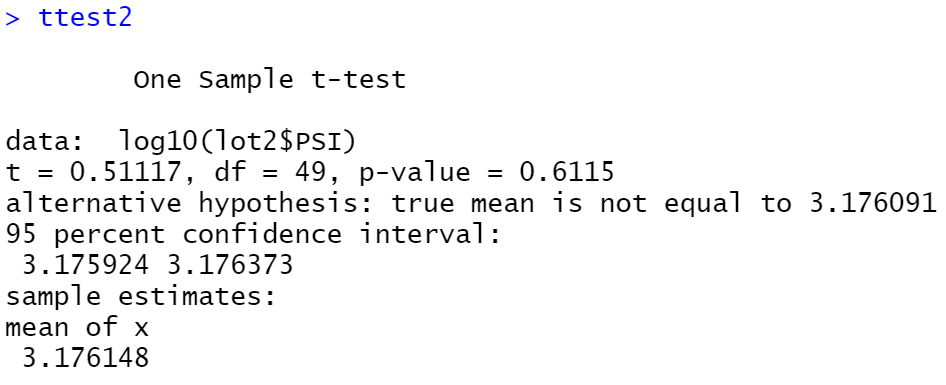 > ttest2
One Sample t-test
data:  log10(lot2$PSI)
t = 0.51117, df = 49, p-value = 0.6115
alternative hypothesis: true mean is not equal to 3.176091
95 percent confidence interval:
3.175924 3.176373
sample estimates:
mean of x
3.176148